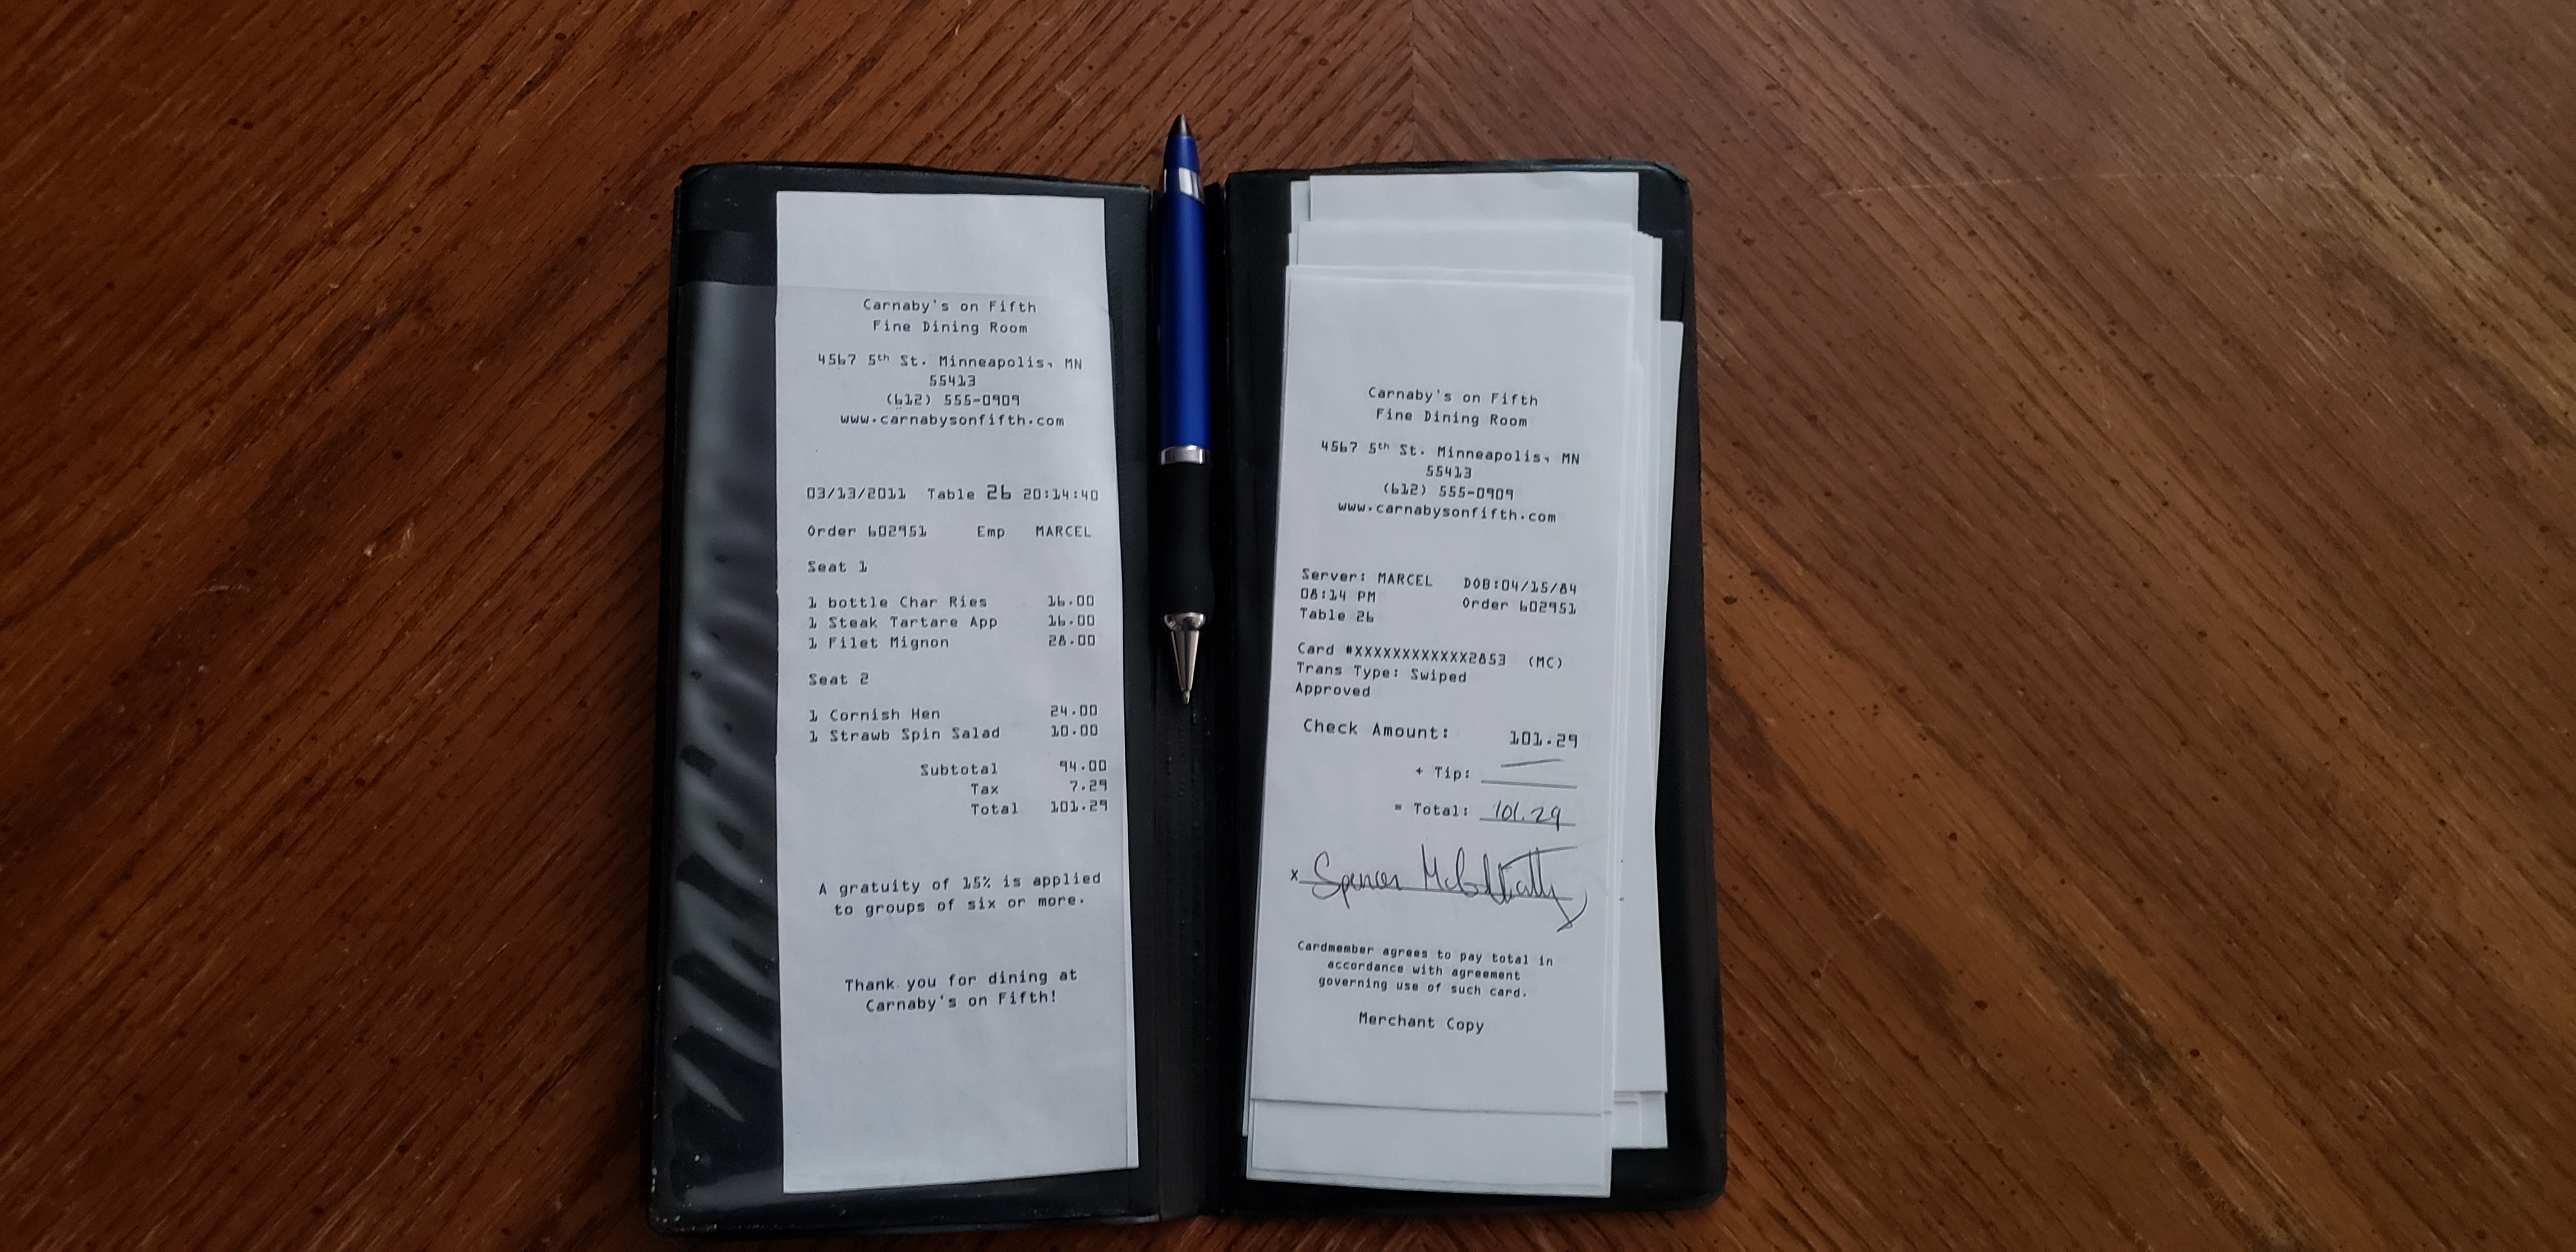 Carnaby's on Fifth
Fine Dining Room
4567 5th St. Minneapolis, MN
55413
(612) 555-0909
www.carnabysonfifth.com
03/13/2011 Table 26 20:14:40
Order 602951 Emp MARCEL
Seat 1
1 bottle Char Ries 16.00
1 Steak Tartare App 16.00
1 Filet Mignon 28.00
Seat 2
1 Cornish Hen 24.00
1 Strawb Spin Salad 10.00
Subtotal 94.00
Tax 7.29
Total 101.29
A gratuity of 15% is applied
to groups of six or more.
Thank you for dining at
Carnaby's on Fifth!
Carnaby's on Fifth
Fine Dining Room
4567 5th St. Minneapolis, MN
55413
(612) 555-0909
www.carnabysonfifth.com
Server: MARCEL DOB:04/15/84
08:14 PM Order 602951
Table 26
Card #XXXXXXXXXXXX2853 (MC)
Trans Type: Swiped
Approved
Check Amount: 101.29
+ Tip:
= Total: 101.29
x Spencer
Cardmember agrees to pay total in
accordance with agreement
governing use of such card.
Merchant Copy